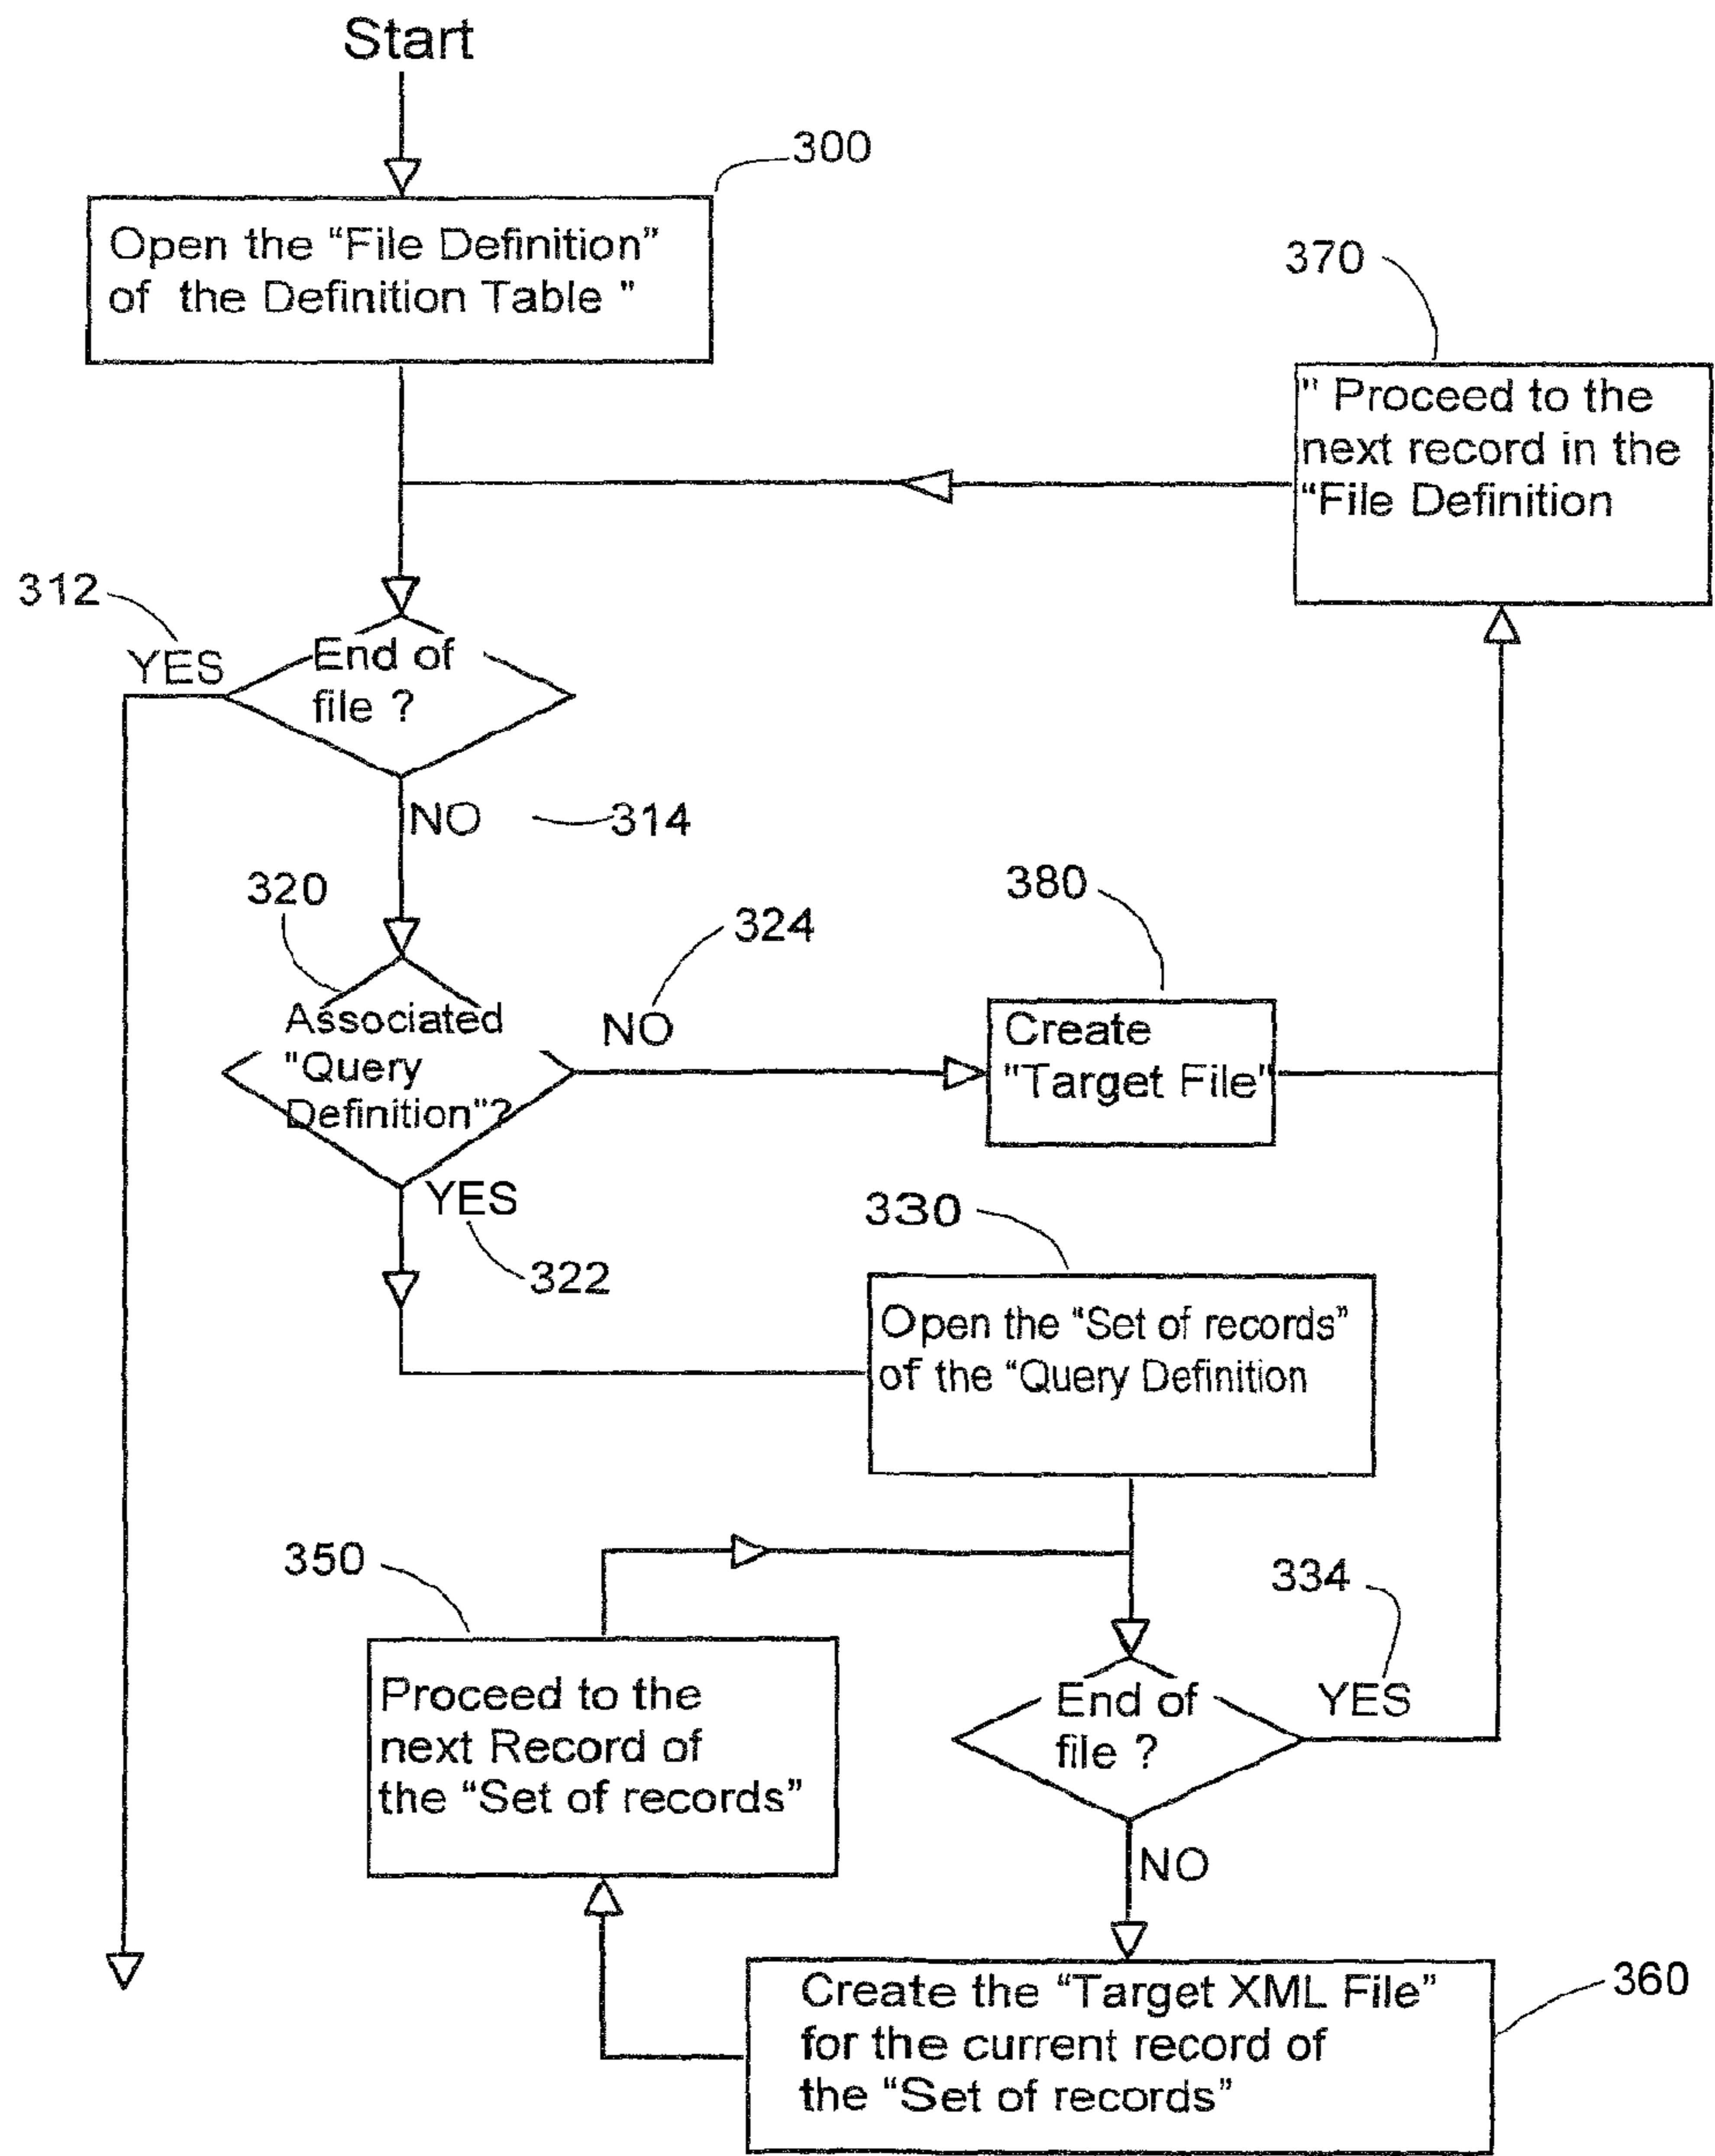 Start
300
Open the “File Definition”
of the Definition Table "
370
" Proceed to the
next record in the
“File Definition
312
YES
End of
file ?
NO
314
320
324
380
Associated
"Query
Definition"?
NO
Create
"Target File"
YES
322
330
Open the “Set of records”
of the “Query Definition
350
334
Proceed to the
next Record of
the “Set of records”
End of
file ?
YES
NO
Create the “Target XML File”
for the current record of
the “Set of records”
360